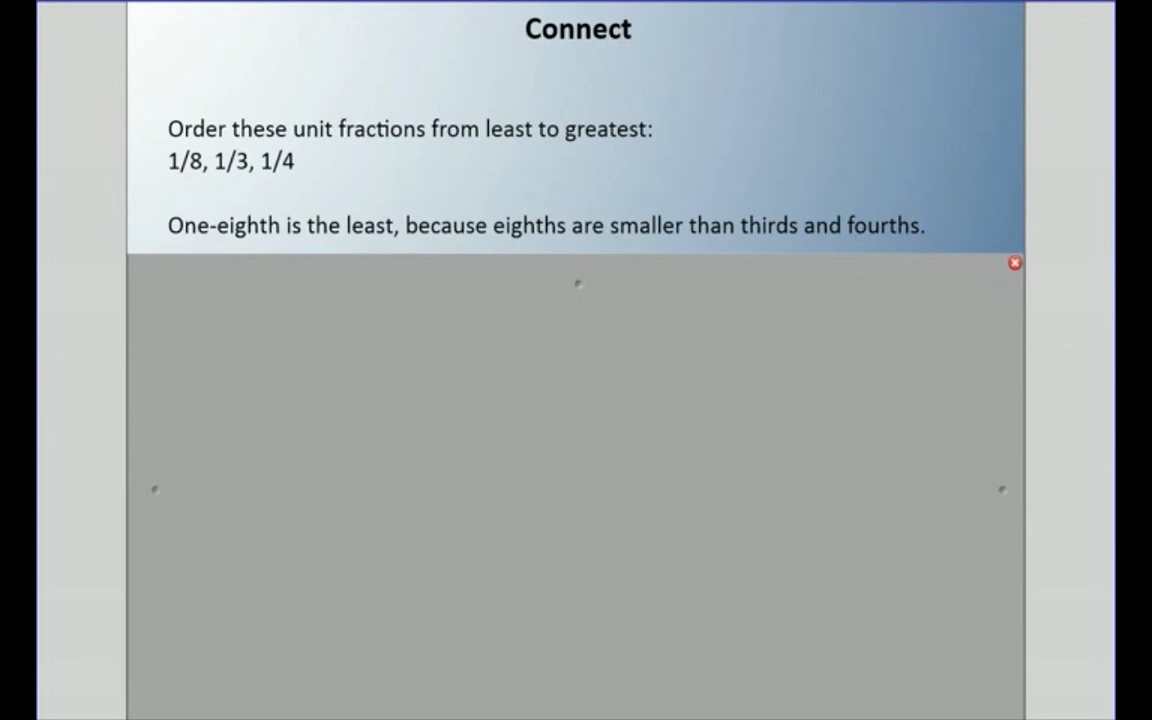 Connect
Order these unit fractions from least to greatest:
1/8, 1/3, 1/4
One-eighth is the least, because eighths are smaller than thirds and fourths.